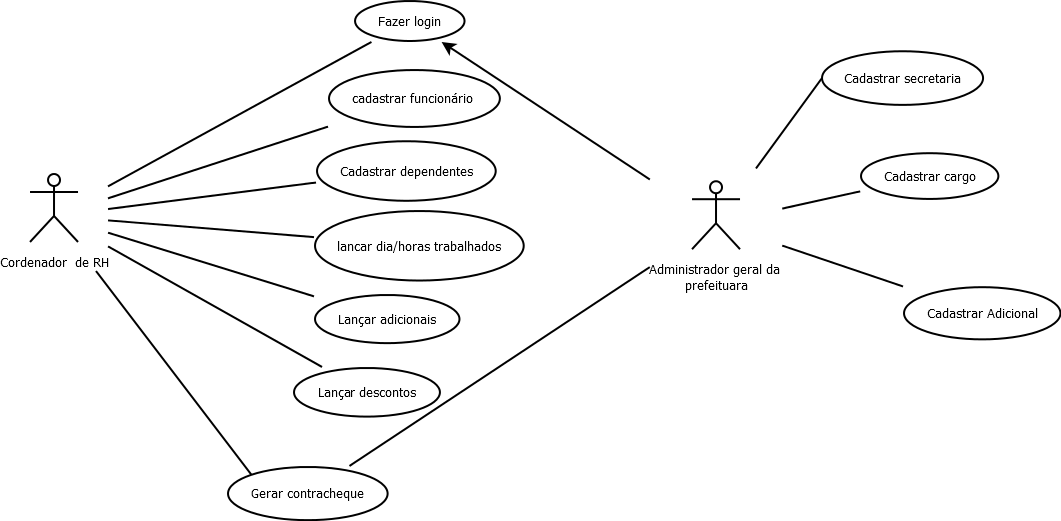 Fazer login
cadastrar funcionário
Cadastrar dependentes
lancar dia/horas trabalhados
Lançar adicionais
Lançar descontos
Gerar contracheque
Cordenador  de RH
Administrador geral da
prefeituara
Cadastrar secretaria
Cadastrar cargo
Cadastrar Adicional